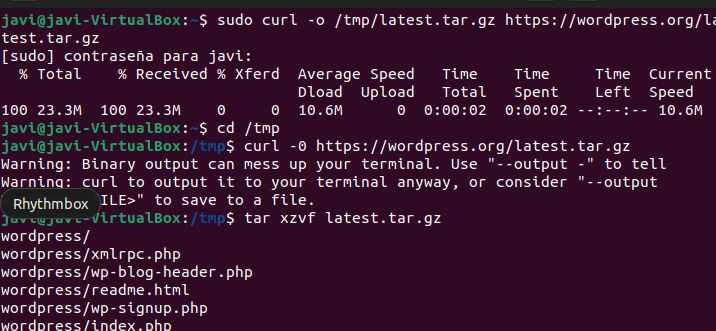 javi@javi-VirtualBox:~$ sudo curl -o /tmp/latest.tar.gz https://wordpress.org/la
test.tar.gz
[sudo] contraseña para javi:
  % Total    % Received % Xferd  Average Speed   Time    Time     Time  Current
                                 Dload  Upload   Total   Spent    Left  Speed
100 23.3M  100 23.3M    0     0  10.6M      0  0:00:02  0:00:02 --:--:-- 10.6M
javi@javi-VirtualBox:~$ cd /tmp
javi@javi-VirtualBox:/tmp$ curl -0 https://wordpress.org/latest.tar.gz
Warning: Binary output can mess up your terminal. Use "--output -" to tell
Warning: curl to output it to your terminal anyway, or consider "--output
Rhythmbox
ILE>" to save to a file.
javi@javi-VirtualBox:/tmp$ tar xzvf latest.tar.gz
wordpress/
wordpress/xmlrpc.php
wordpress/wp-blog-header.php
wordpress/readme.html
wordpress/wp-signup.php
wordpress/index.php